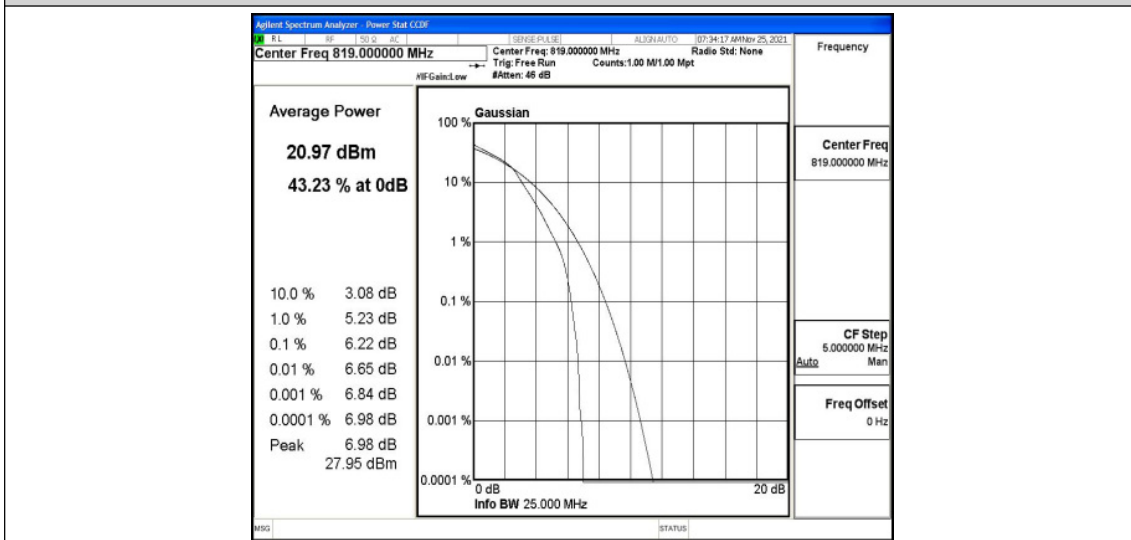 Agilent Spectrum Analyzer - Power Stat CCDF
RL RF 50 Ω AC SENSE:PULSE ALIGN AUTO 07:34:17 AM Nov 25, 2021
Center Freq 819.000000 MHz
Center Freq: 819.000000 MHz Radio Std: None
Trig: Free Run Counts:1.00 M/1.00 Mpt
#IFGain:Low #Atten: 46 dB
Frequency
Average Power
20.97 dBm
43.23 % at 0dB
10.0 % 3.08 dB
1.0 % 5.23 dB
0.1 % 6.22 dB
0.01 % 6.65 dB
0.001 % 6.84 dB
0.0001 % 6.98 dB
Peak 6.98 dB
27.95 dBm
Gaussian
100 %
10 %
1 %
0.1 %
0.01 %
0.001 %
0.0001 %
0 dB 20 dB
Info BW 25.000 MHz
Center Freq
819.000000 MHz
CF Step
5.000000 MHz
Auto Man
Freq Offset
0 Hz
MSG STATUS